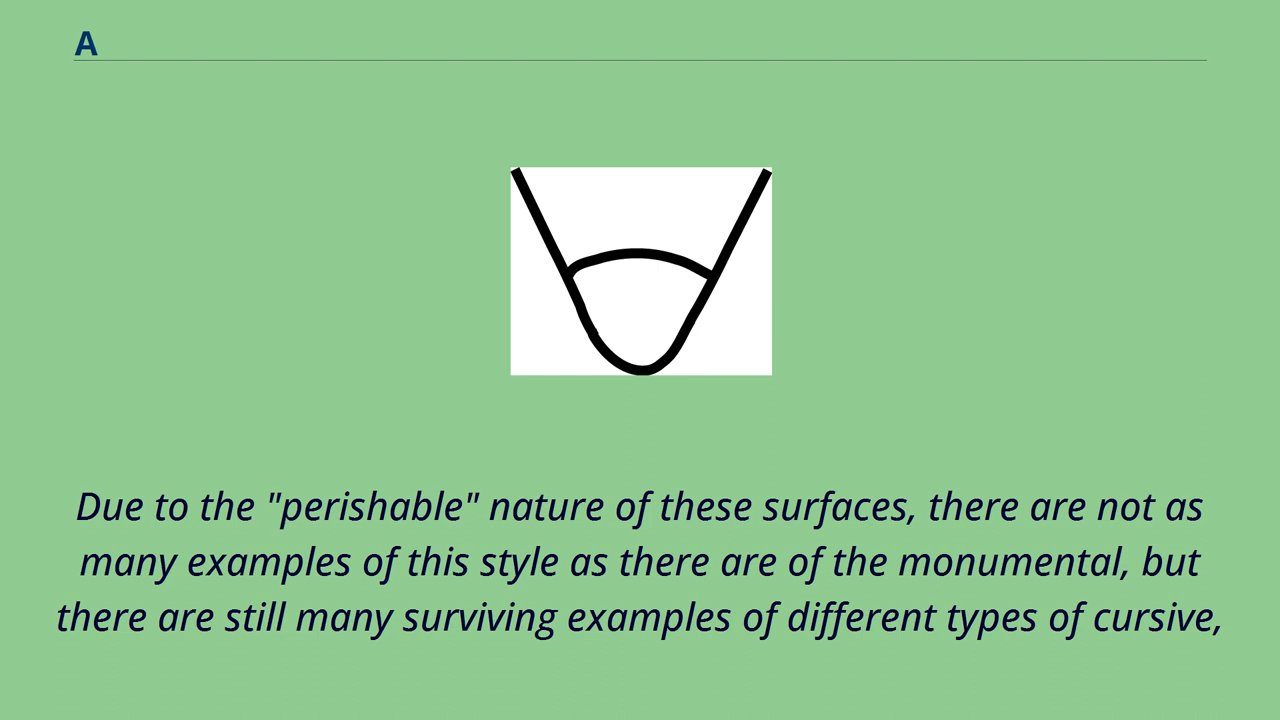 A
Due to the "perishable" nature of these surfaces, there are not as
many examples of this style as there are of the monumental, but
there are still many surviving examples of different types of cursive,